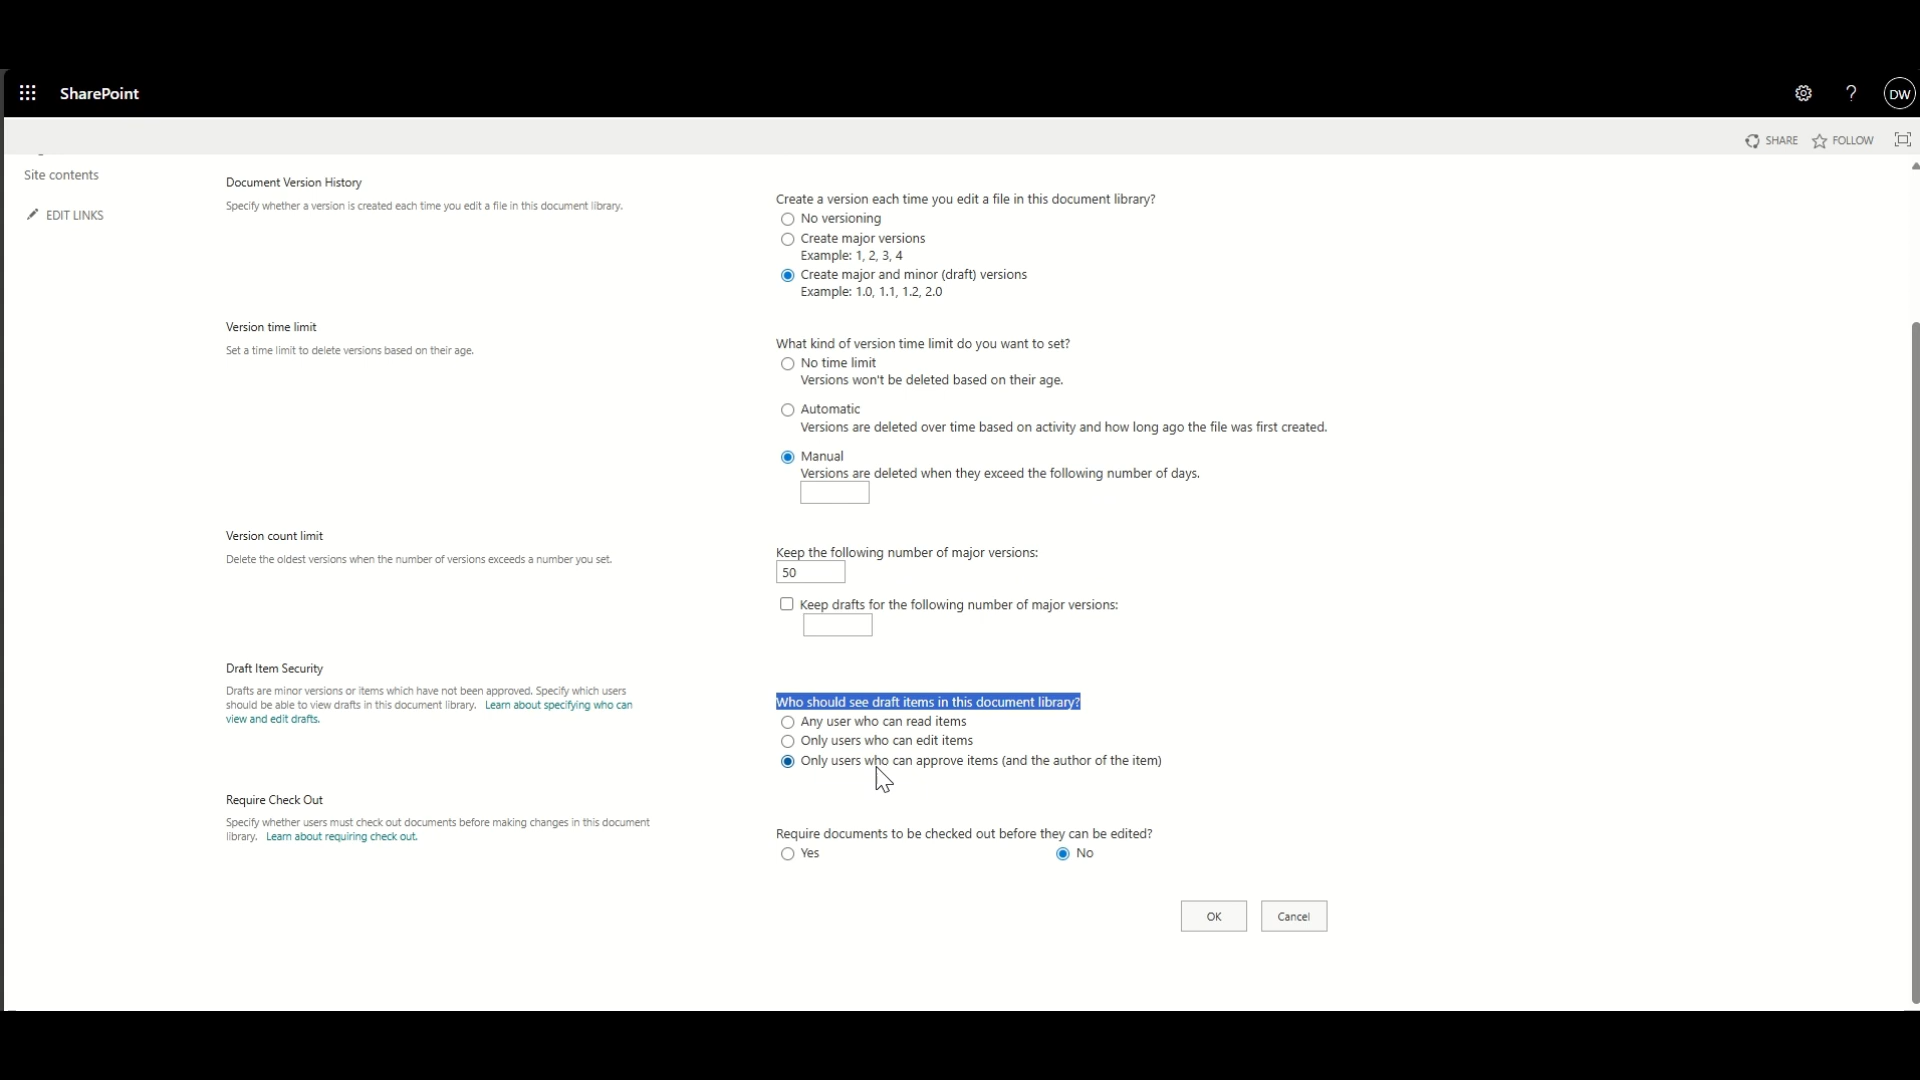 SharePoint
?
DW
SHARE
FOLLOW
Site contents
EDIT LINKS
Document Version History
Specify whether a version is created each time you edit a file in this document library.
Create a version each time you edit a file in this document library?
No versioning
Create major versions
Example: 1, 2, 3, 4
Create major and minor (draft) versions
Example: 1.0, 1.1, 1.2, 2.0
Version time limit
Set a time limit to delete versions based on their age.
What kind of version time limit do you want to set?
No time limit
Versions won't be deleted based on their age.
Automatic
Versions are deleted over time based on activity and how long ago the file was first created.
Manual
Versions are deleted when they exceed the following number of days.
Version count limit
Delete the oldest versions when the number of versions exceeds a number you set.
Keep the following number of major versions:
50
Keep drafts for the following number of major versions:
Draft Item Security
Drafts are minor versions or items which have not been approved. Specify which users
should be able to view drafts in this document library. Learn about specifying who can
view and edit drafts.
Who should see draft items in this document library?
Any user who can read items
Only users who can edit items
Only users who can approve items (and the author of the item)
Require Check Out
Specify whether users must check out documents before making changes in this document
library. Learn about requiring check out.
Require documents to be checked out before they can be edited?
Yes
No
OK
Cancel